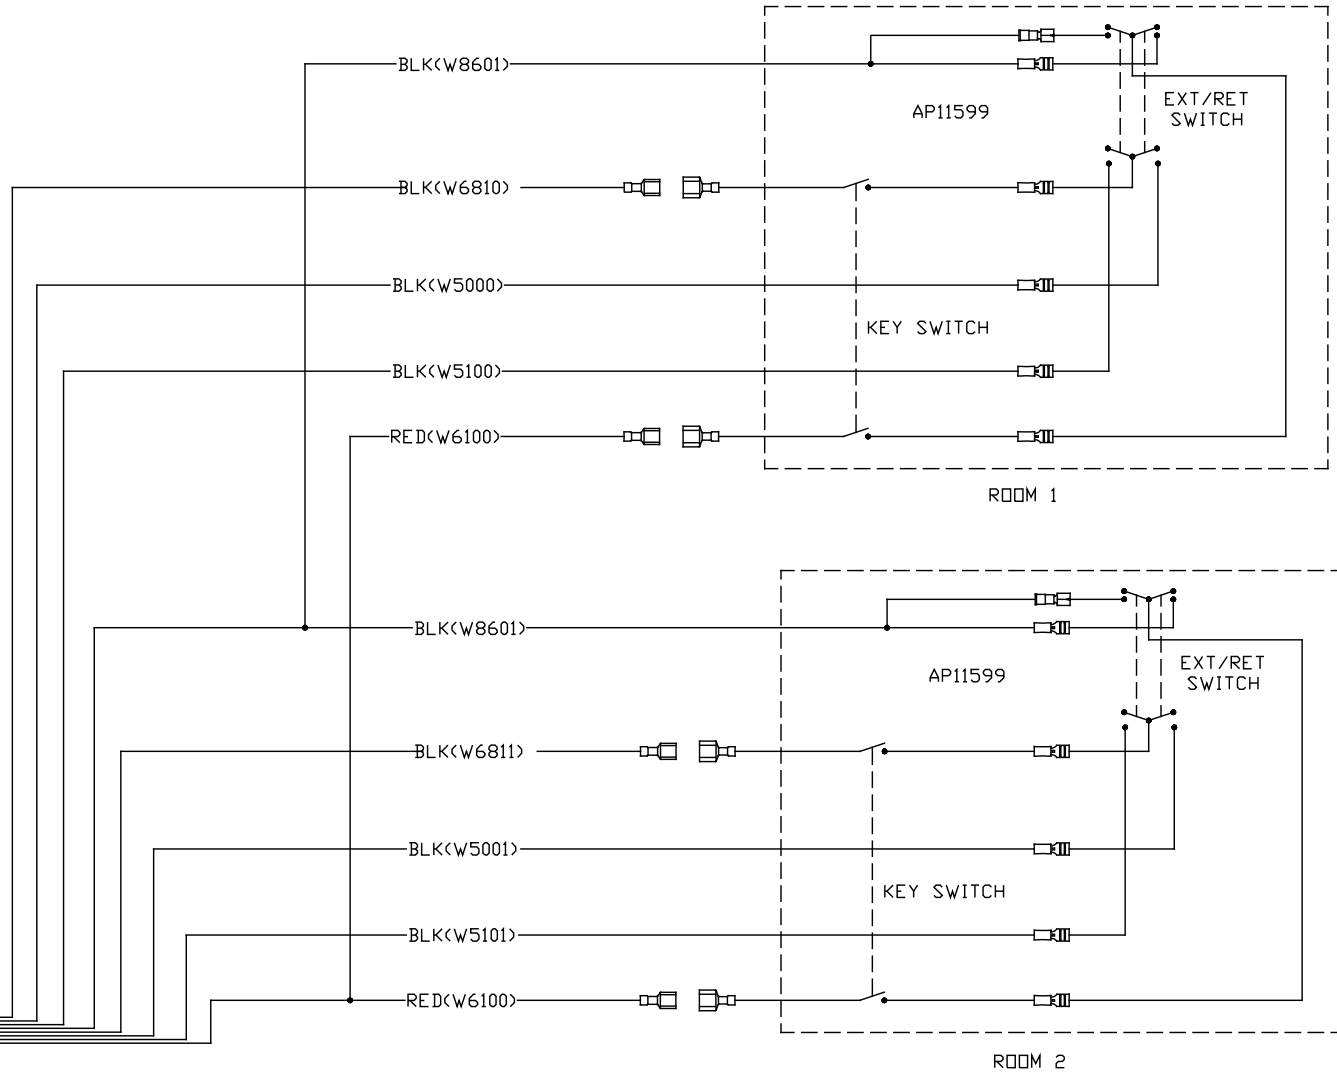 BLK(W8601)
AP11599
EXT/RET
SWITCH
BLK(W6810)
BLK(W5000)
KEY SWITCH
BLK(W5100)
RED(W6100)
ROOM 1
BLK(W8601)
AP11599
EXT/RET
SWITCH
BLK(W6811)
BLK(W5001)
KEY SWITCH
BLK(W5101)
RED(W6100)
ROOM 2